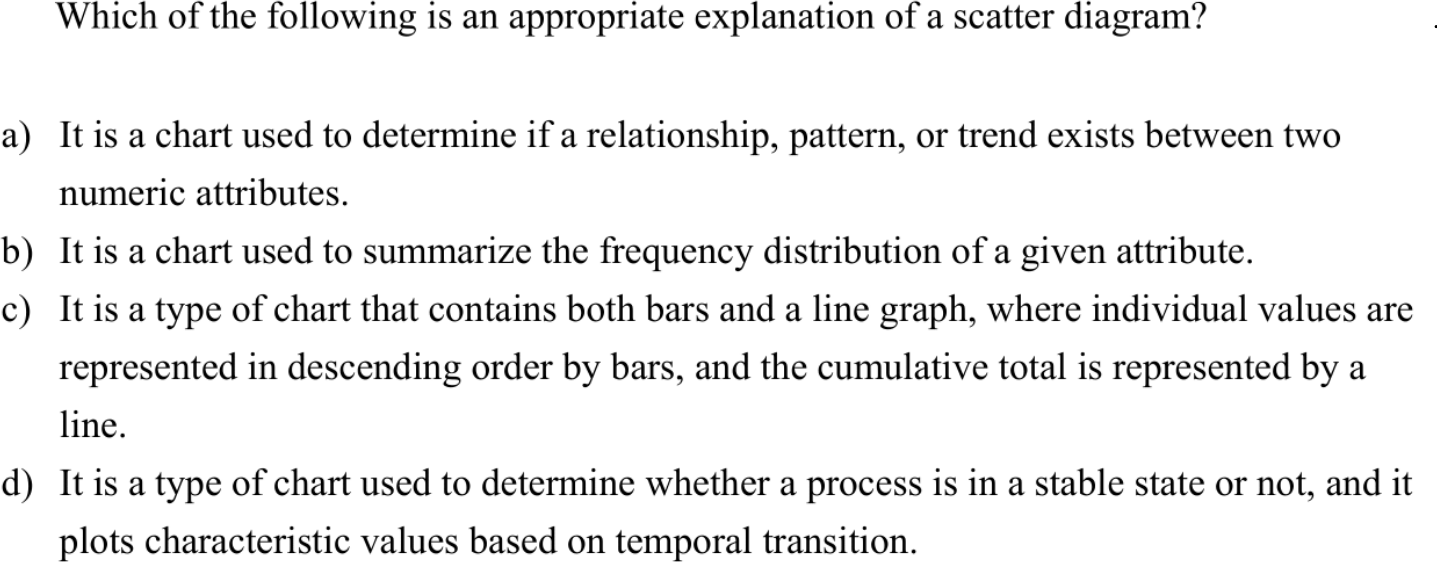 Which of the following is an appropriate explanation of a scatter diagram?
a) It is a chart used to determine if a relationship, pattern, or trend exists between two
numeric attributes.
b) It is a chart used to summarize the frequency distribution of a given attribute.
c) It is a type of chart that contains both bars and a line graph, where individual values are
represented in descending order by bars, and the cumulative total is represented by a
line.
d) It is a type of chart used to determine whether a process is in a stable state or not, and it
plots characteristic values based on temporal transition.